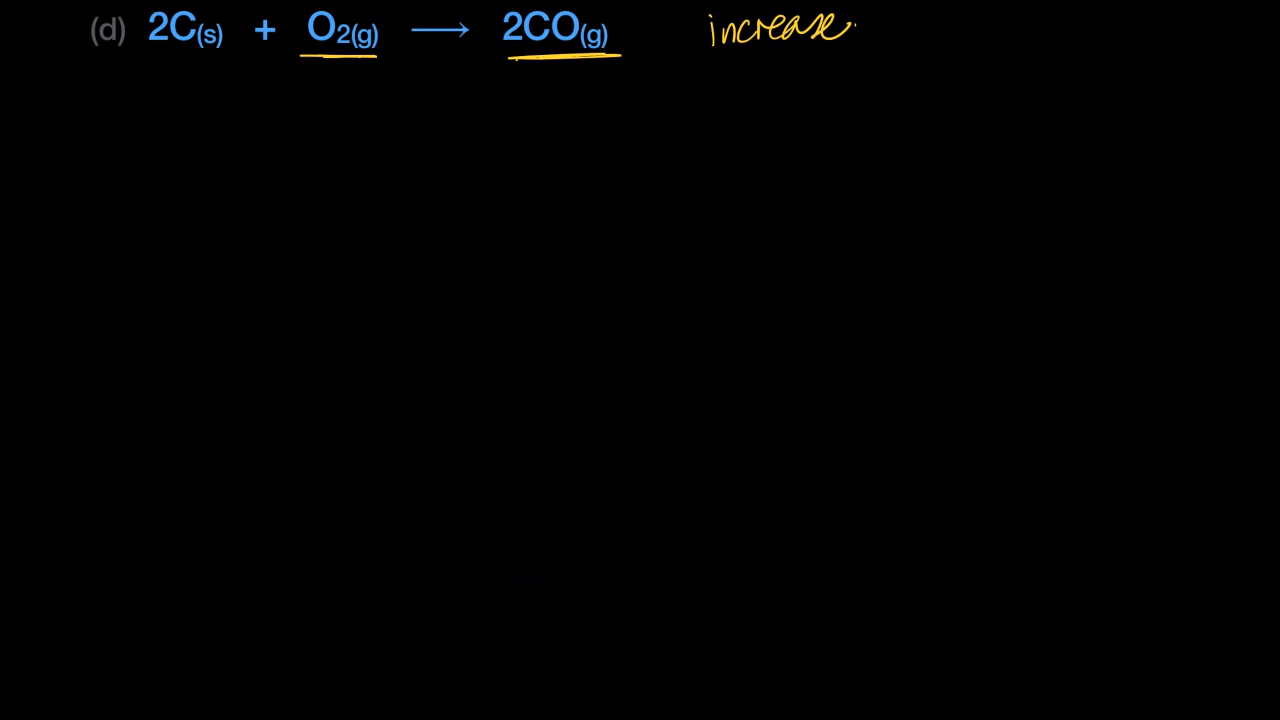 (d) 2C(s) + O2(g) ⟶ 2CO(g) increase.